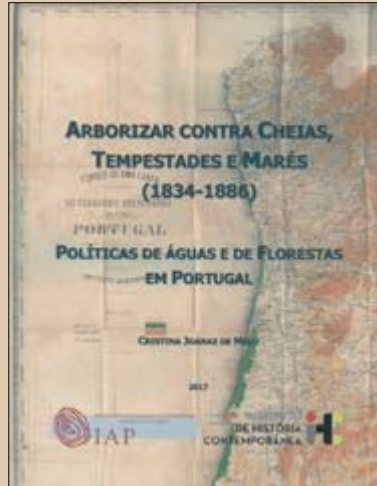 ARBORIZAR CONTRA CHEIAS,
TEMPESTADES E MARÉS
(1834-1886)
PORTUGAL
POLÍTICAS DE ÁGUAS E DE FLORESTAS
EM PORTUGAL
CRISTINA JOANAZ DE MELO
2017
IAP
DE HISTÓRIA
CONTEMPORÂNEA